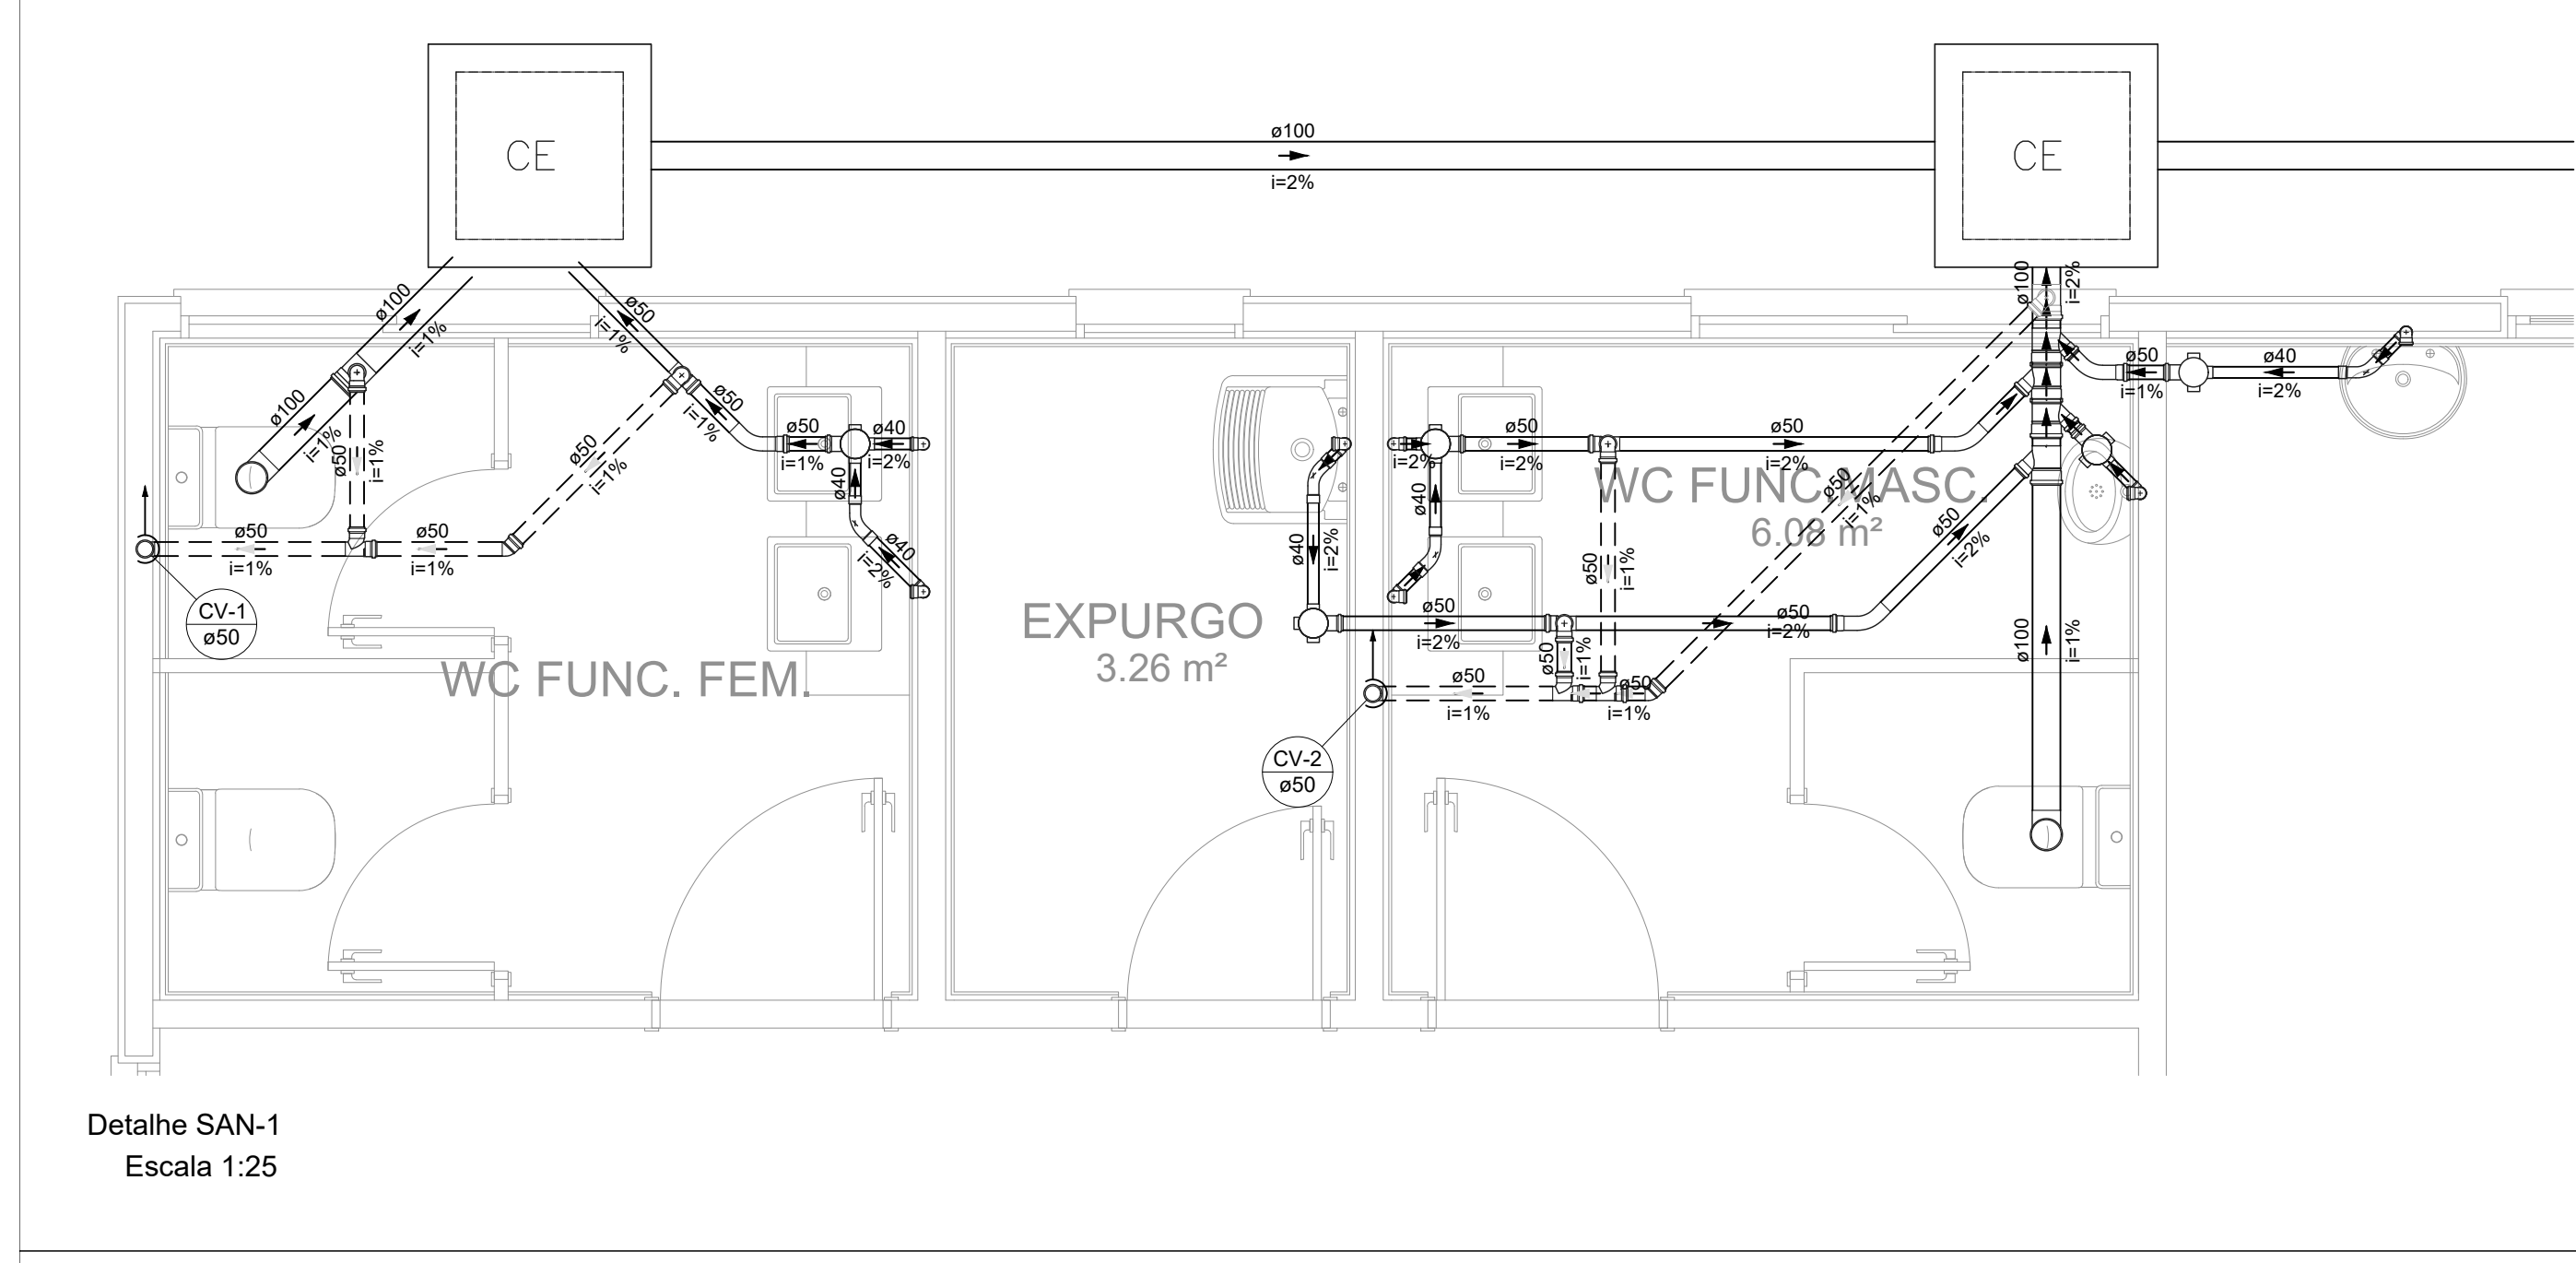 CE
ø100
i=2%
CE
ø100
i=2%
ø100
i=1%
ø50
i=1%
ø100
i=1%
ø50
i=1%
ø50
i=1%
ø50
i=1%
ø50
i=1%
ø40
i=2%
ø40
ø40
i=2%
ø50
i=1%
ø50
i=1%
CV-1
ø50
WC FUNC. FEM.
EXPURGO
3.26 m²
ø40
i=2%
i=2%
ø40
ø50
i=2%
ø50
i=2%
WC FUNC.MASC.
6.08 m²
ø50
i=1%
ø50
i=1%
ø50
i=2%
ø50
i=1%
ø50
i=2%
ø50
i=2%
ø50
i=1%
ø50
i=1%
CV-2
ø50
ø50
i=1%
ø40
i=2%
ø100
i=1%
Detalhe SAN-1
Escala 1:25